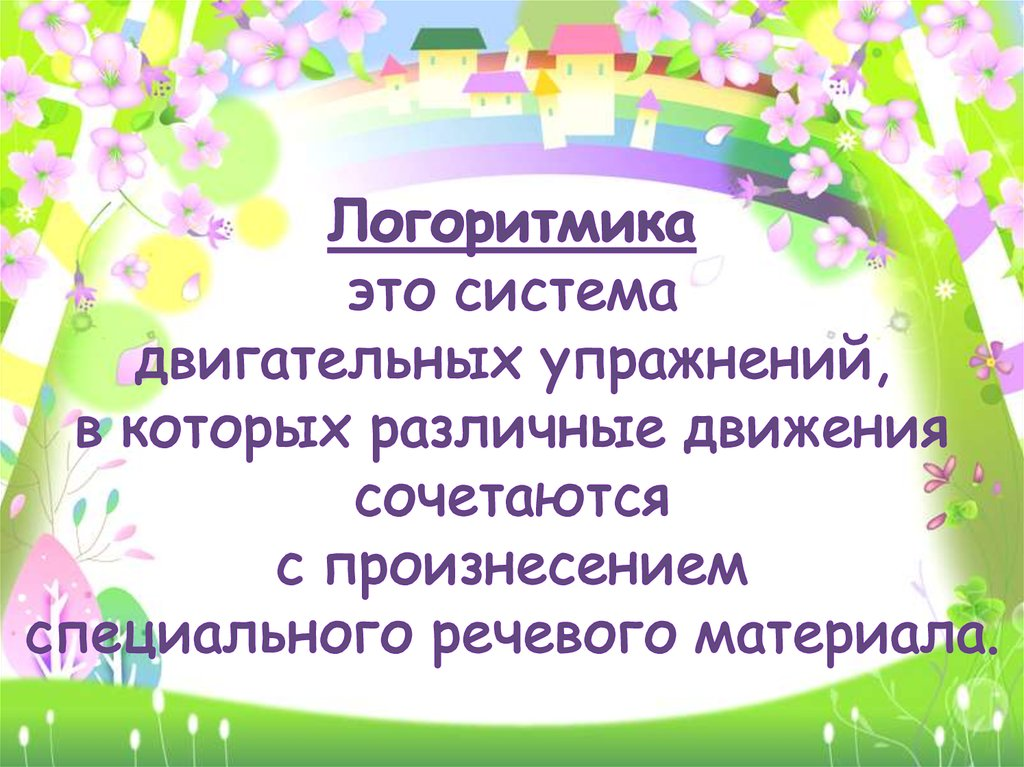 Логоритмика
это система
двигательных упражнений,
в которых различные движения
сочетаются
с произнесением
специального речевого материала.